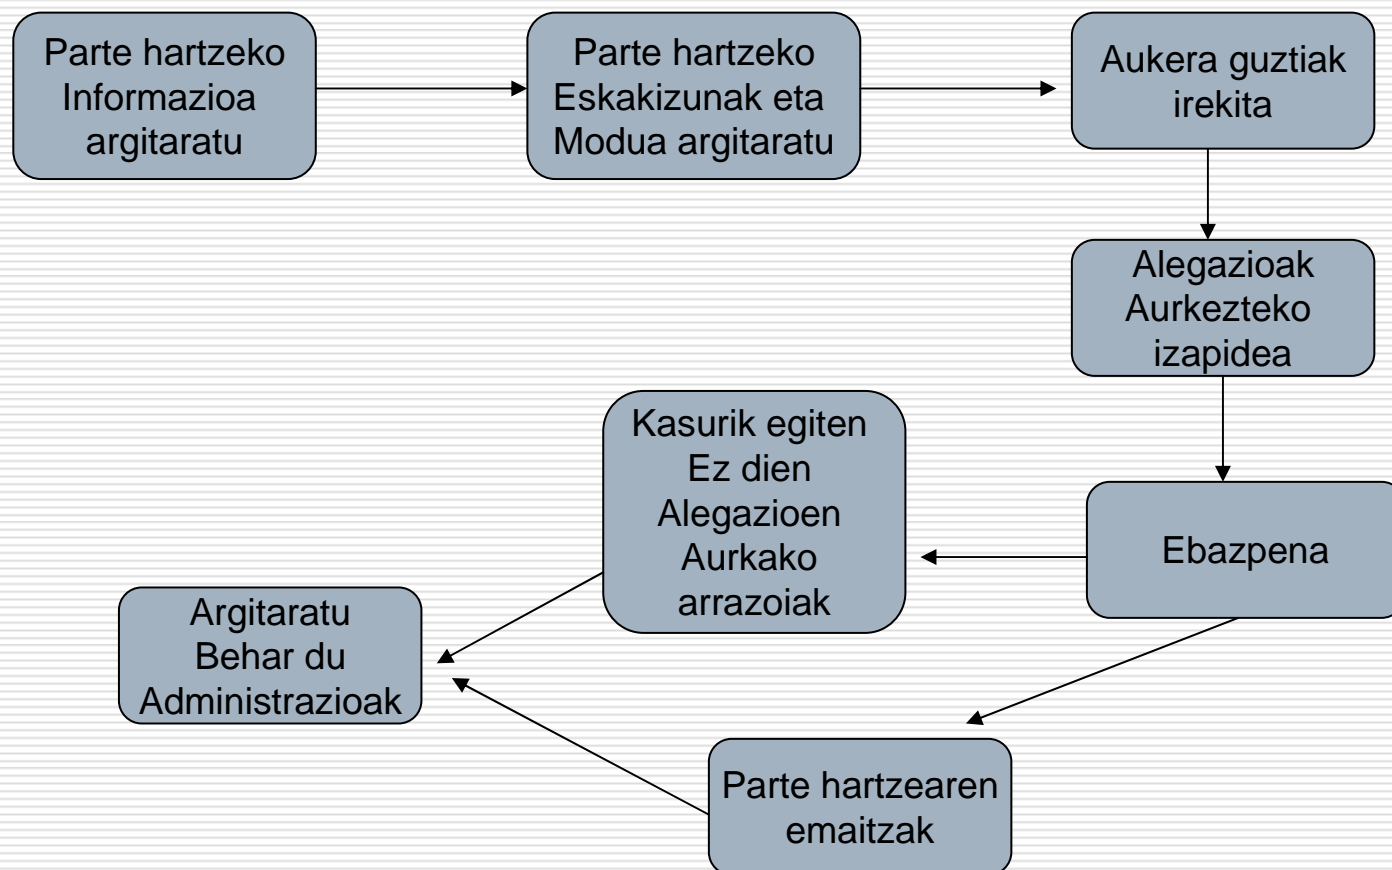 Parte hartzeko
Informazioa
argitaratu
Parte hartzeko
Eskakizunak eta
Modua argitaratu
Aukera guztiak
irekita
Alegazioak
Aurkezteko
izapidea
Ebazpena
Kasurik egiten
Ez dien
Alegazioen
Aurkako
arrazoiak
Parte hartzearen
emaitzak
Argitaratu
Behar du
Administrazioak